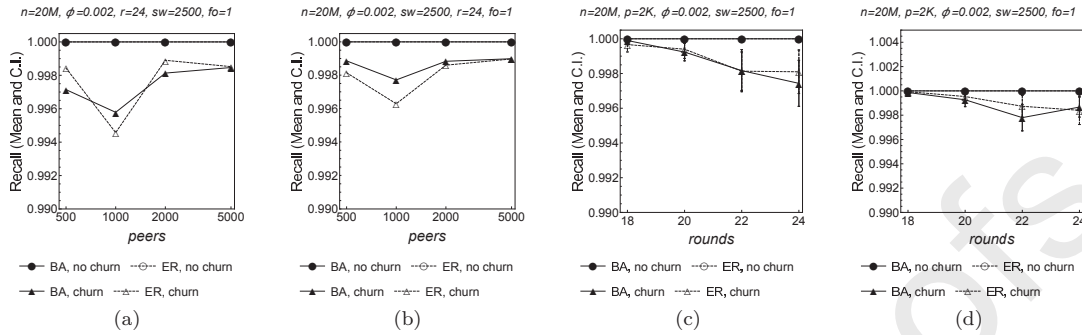 n=20M, ϕ=0.002, r=24, sw=2500, fo=1
Recall (Mean and C.I.)
1.000
0.998
0.996
0.994
0.992
0.990
500 1000 2000 5000
peers
BA, no churn ER, no churn
BA, churn ER, churn
(a)
n=20M, ϕ=0.002, sw=2500, r=24, fo=1
Recall (Mean and C.I.)
1.000
0.998
0.996
0.994
0.992
0.990
500 1000 2000 5000
peers
BA, no churn ER, no churn
BA, churn ER, churn
(b)
n=20M, p=2K, ϕ=0.002, sw=2500, fo=1
Recall (Mean and C.I.)
1.000
0.998
0.996
0.994
0.992
0.990
18 20 22 24
rounds
BA, no churn ER, no churn
BA, churn ER, churn
(c)
n=20M, p=2K, ϕ=0.002, sw=2500, fo=1
Recall (Mean and C.I.)
1.004
1.002
1.000
0.998
0.996
0.994
0.992
0.990
18 20 22 24
rounds
BA, no churn ER, no churn
BA, churn ER, churn
(d)
ofs